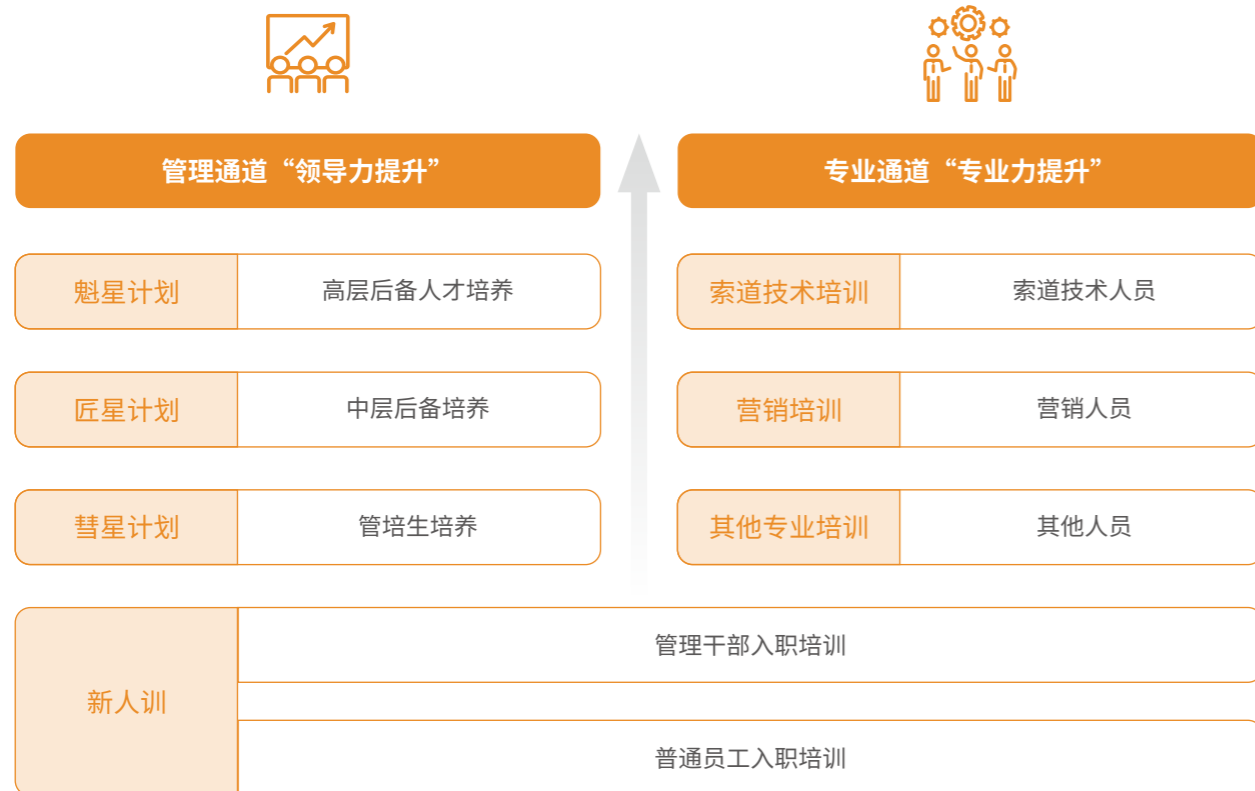 管理通道“领导力提升”
专业通道“专业力提升”
魁星计划
高层后备人才培养
索道技术培训
索道技术人员
匠星计划
中层后备培养
营销培训
营销人员
彗星计划
管培生培养
其他专业培训
其他人员
新人训
管理干部入职培训
普通员工入职培训